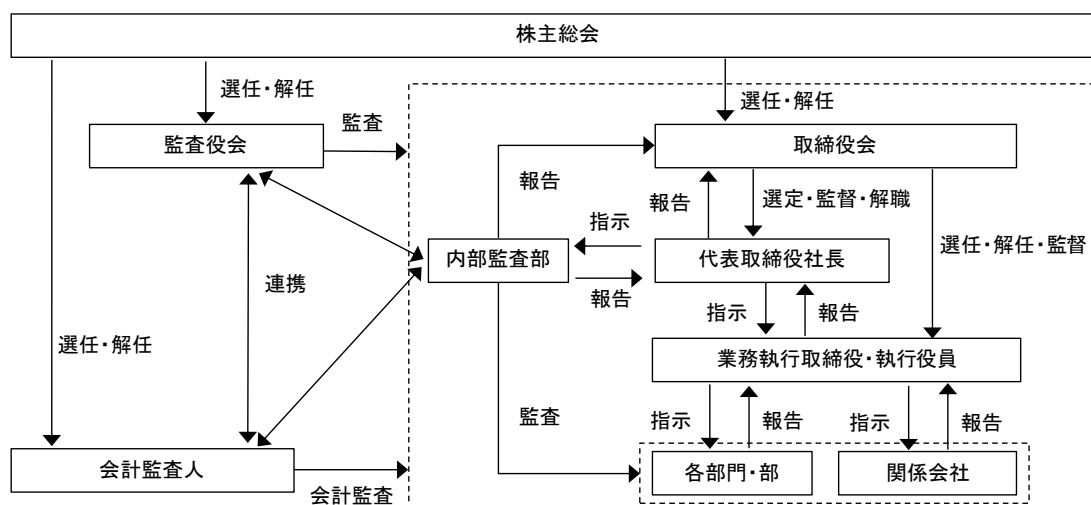 株主総会
選任・解任
選任・解任
監査役会
監査
取締役会
報告
報告
選定・監督・解職
指示
内部監査部
代表取締役社長
選任・解任・監督
連携
報告
指示
報告
選任・解任
業務執行取締役・執行役員
監査
指示
報告
指示
報告
会計監査人
会計監査
各部門・部
関係会社